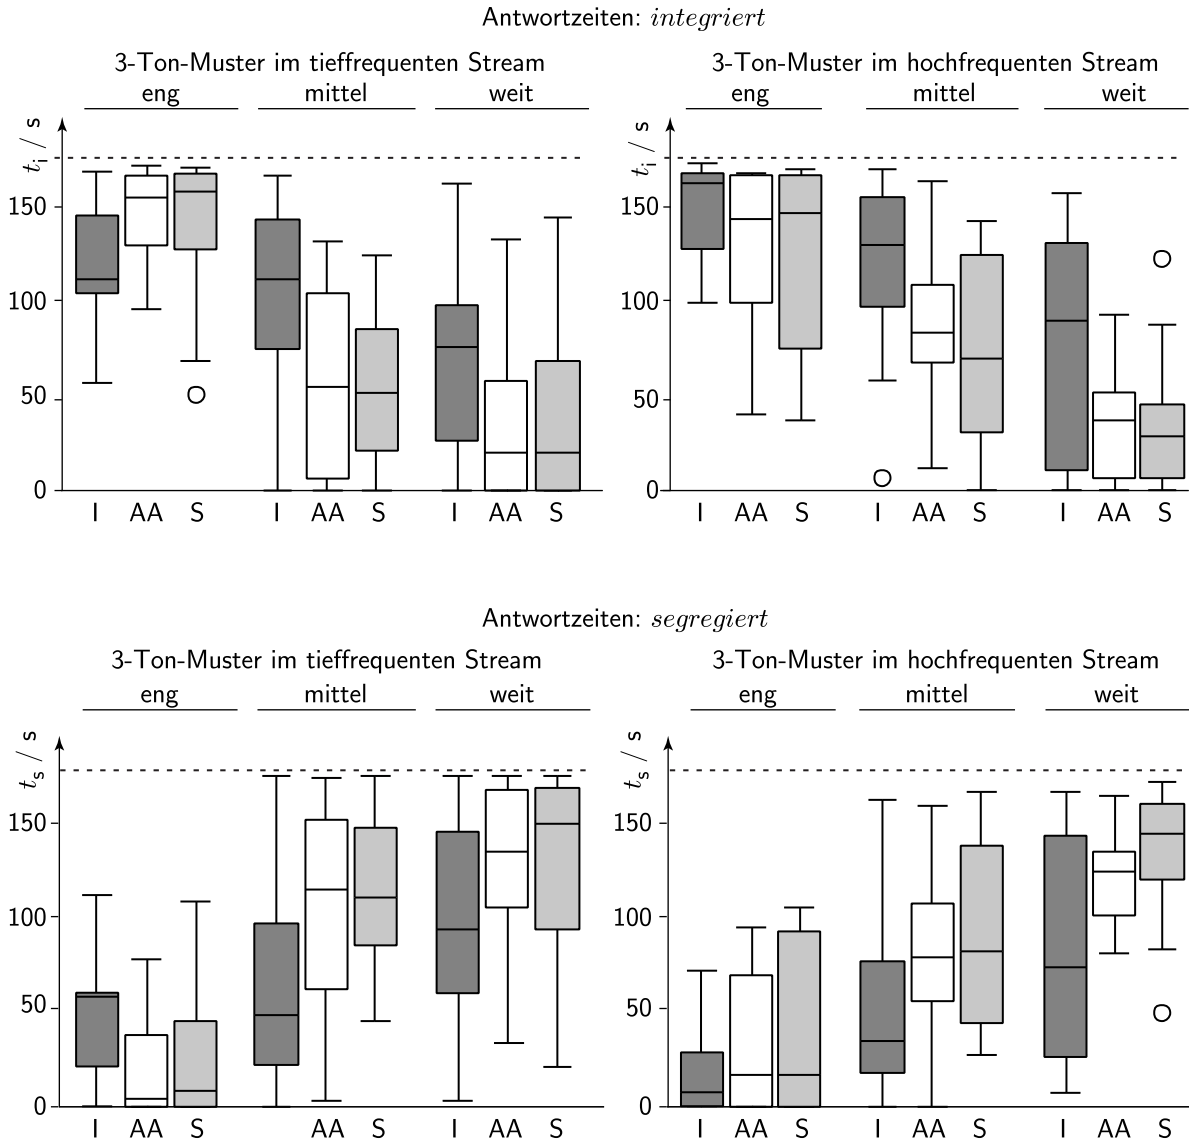 Antwortzeiten: integriert
3-Ton-Muster im tieffrequenten Stream
eng mittel weit
t_i / s
150
100
50
0
I AA S I AA S I AA S
3-Ton-Muster im hochfrequenten Stream
eng mittel weit
t_i / s
150
100
50
0
I AA S I AA S I AA S
Antwortzeiten: segregiert
3-Ton-Muster im tieffrequenten Stream
eng mittel weit
t_s / s
150
100
50
0
I AA S AA S I AA S
3-Ton-Muster im hochfrequenten Stream
eng mittel weit
t_s / s
150
100
50
0
I AA S I AA S I AA S